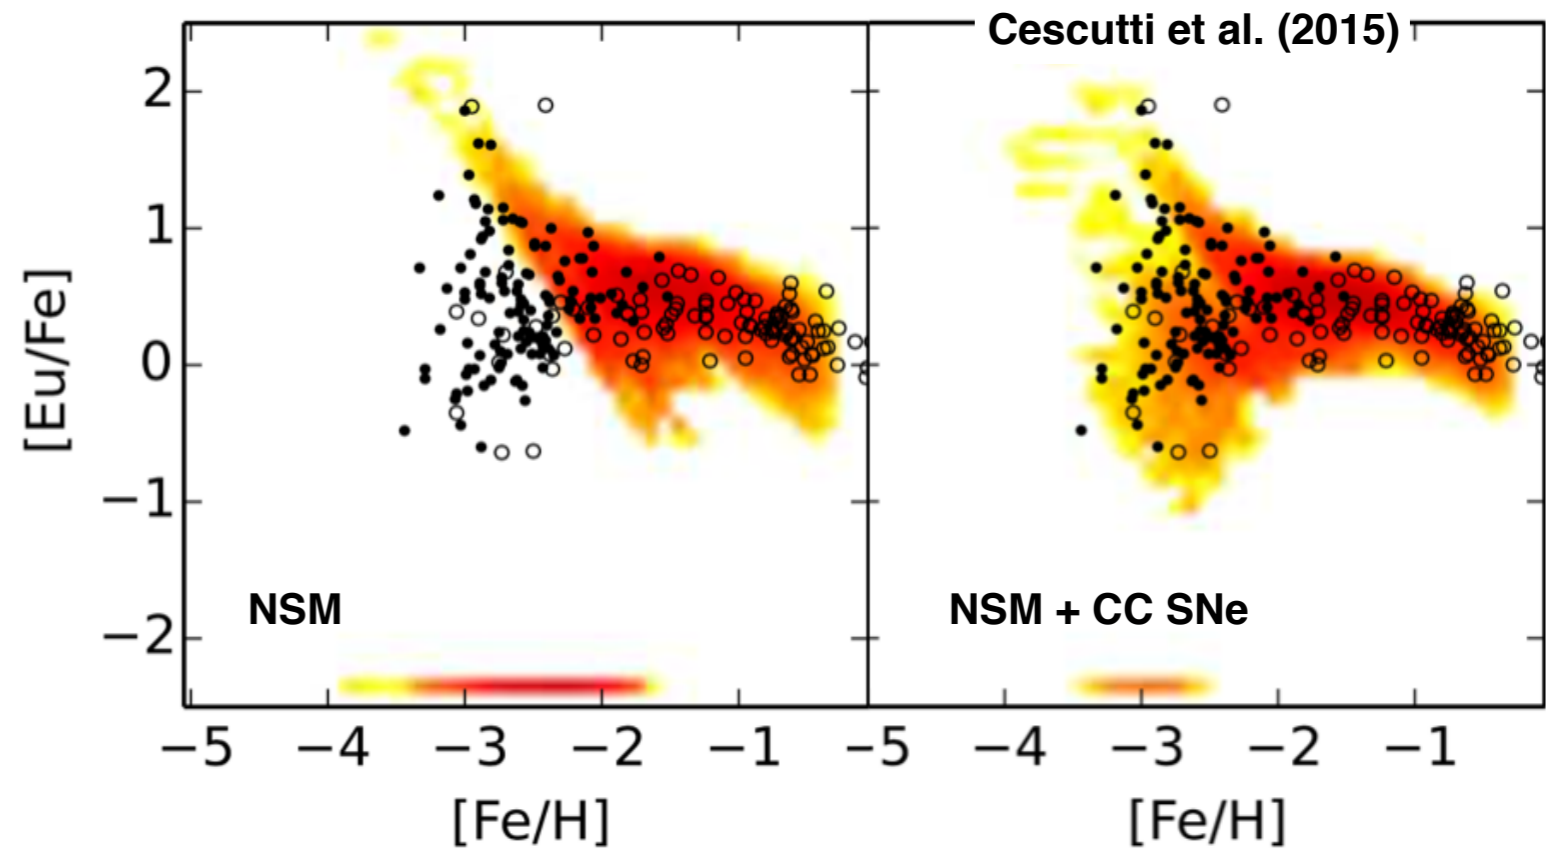 Cescutti et al. (2015)
[Eu/Fe]
2
1
0
−1
−2
NSM
NSM + CC SNe
−5 −4 −3 −2 −1 −5 −4 −3 −2 −1
[Fe/H] [Fe/H]